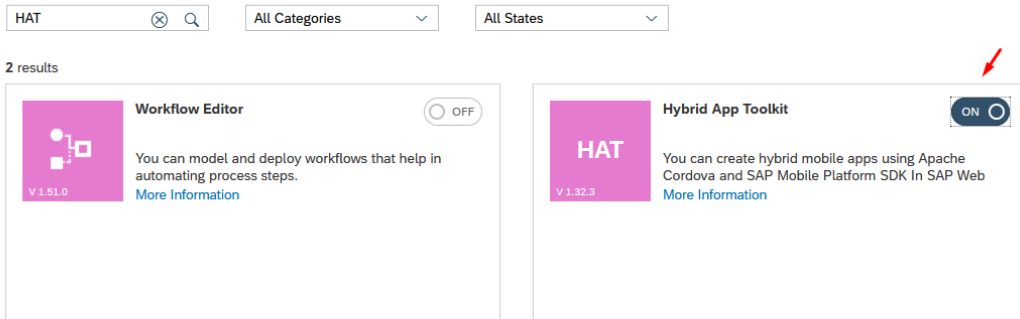 HAT
All Categories
All States
2 results
Workflow Editor
OFF
You can model and deploy workflows that help in
automating process steps.
V 1.51.0
More Information
Hybrid App Toolkit
ON
HAT
You can create hybrid mobile apps using Apache
Cordova and SAP Mobile Platform SDK In SAP Web
V 1.32.3
More Information